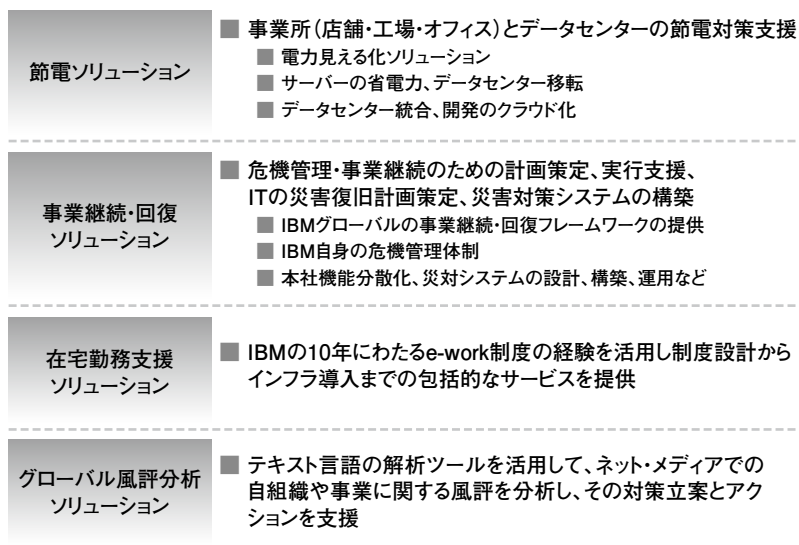 節電ソリューション
■ 事業所（店舗・工場・オフィス）とデータセンターの節電対策支援
■ 電力見える化ソリューション
■ サーバーの省電力、データセンター移転
■ データセンター統合、開発のクラウド化
事業継続・回復
ソリューション
■ 危機管理・事業継続のための計画策定、実行支援、
ITの災害復旧計画策定、災害対策システムの構築
■ IBMグローバルの事業継続・回復フレームワークの提供
■ IBM自身の危機管理体制
■ 本社機能分散化、災対システムの設計、構築、運用など
在宅勤務支援
ソリューション
■ IBMの10年にわたるe-work制度の経験を活用し制度設計から
インフラ導入までの包括的なサービスを提供
グローバル風評分析
ソリューション
■ テキスト言語の解析ツールを活用して、ネット・メディアでの
自組織や事業に関する風評を分析し、その対策立案とアク
ションを支援